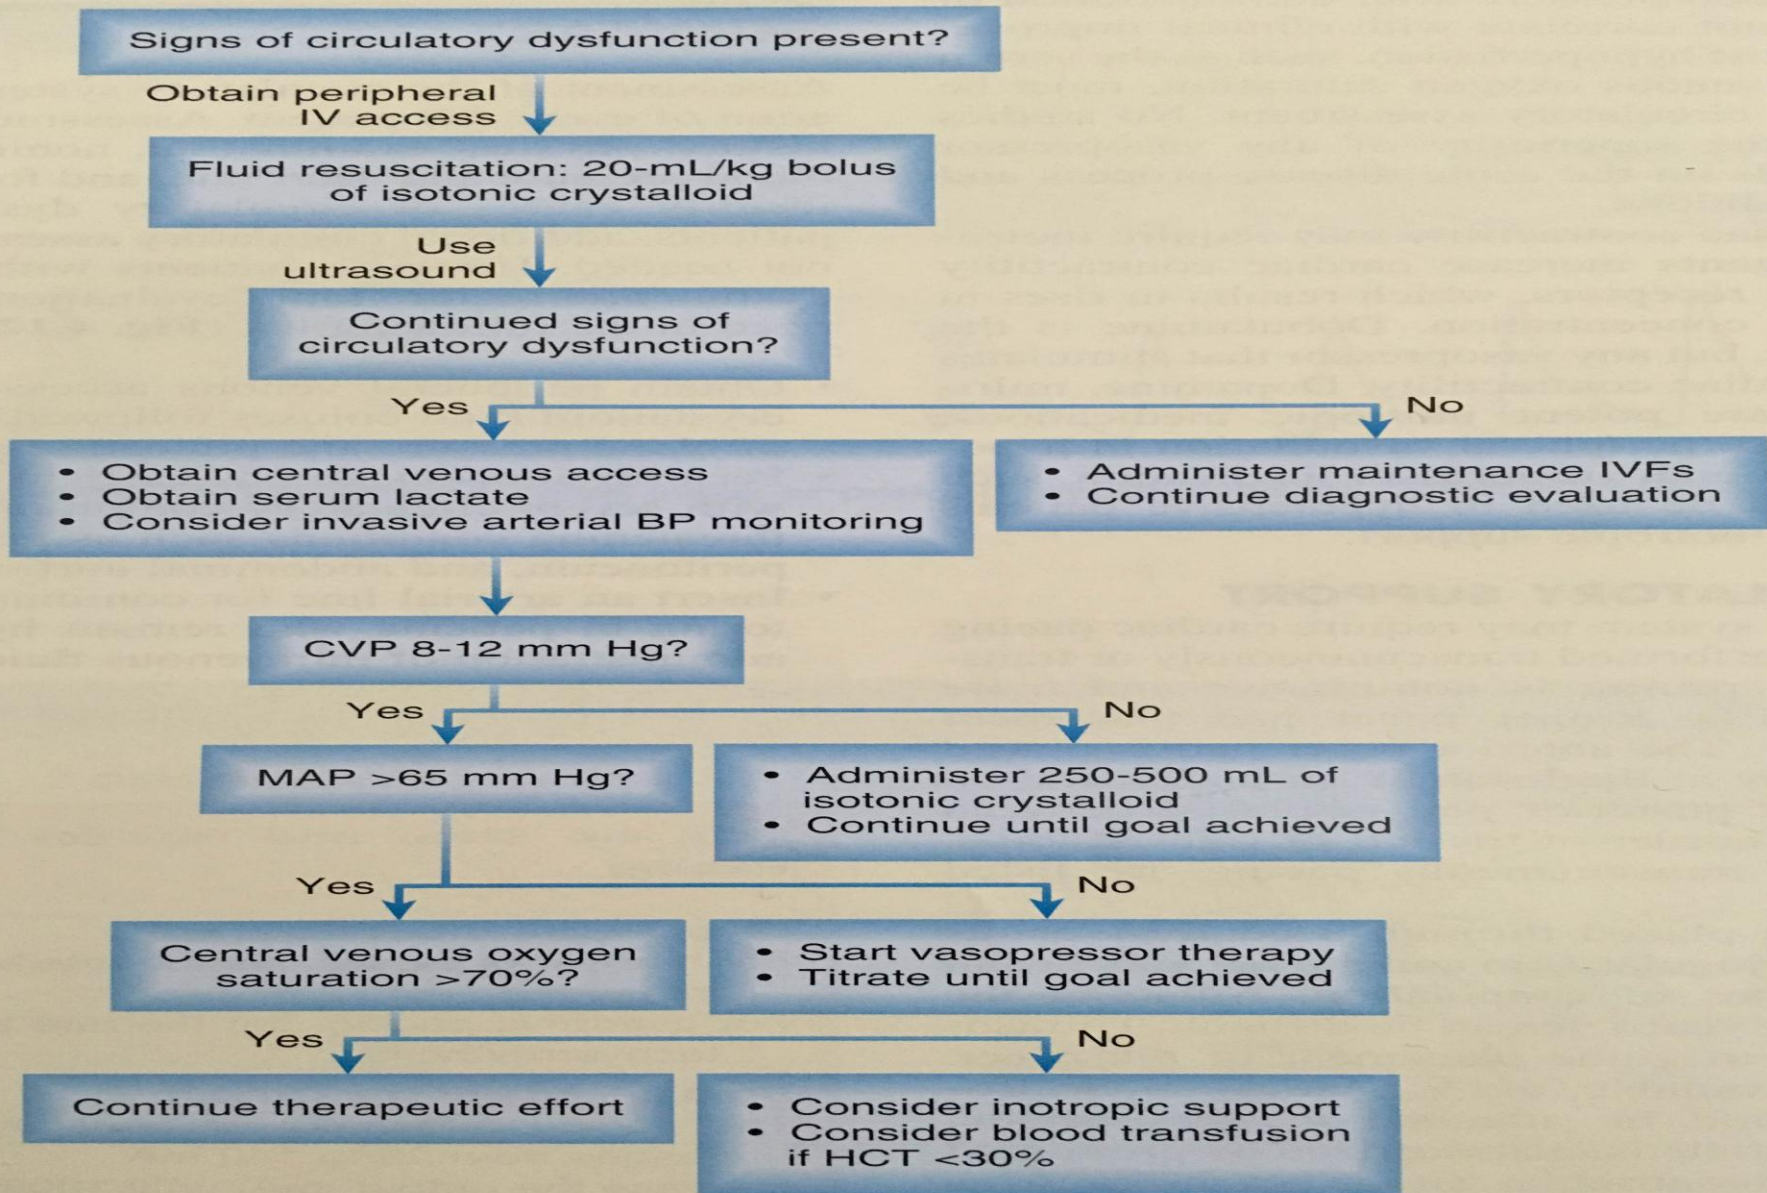 Signs of circulatory dysfunction present?
Obtain peripheral
IV access
Fluid resuscitation: 20-mL/kg bolus
of isotonic crystalloid
Use
ultrasound
Continued signs of
circulatory dysfunction?
Yes
No
• Obtain central venous access
• Obtain serum lactate
• Consider invasive arterial BP monitoring
• Administer maintenance IVFs
• Continue diagnostic evaluation
CVP 8-12 mm Hg?
Yes
No
MAP >65 mm Hg?
• Administer 250-500 mL of
isotonic crystalloid
• Continue until goal achieved
Yes
No
Central venous oxygen
saturation >70%?
• Start vasopressor therapy
• Titrate until goal achieved
Yes
No
Continue therapeutic effort
• Consider inotropic support
• Consider blood transfusion
if HCT <30%